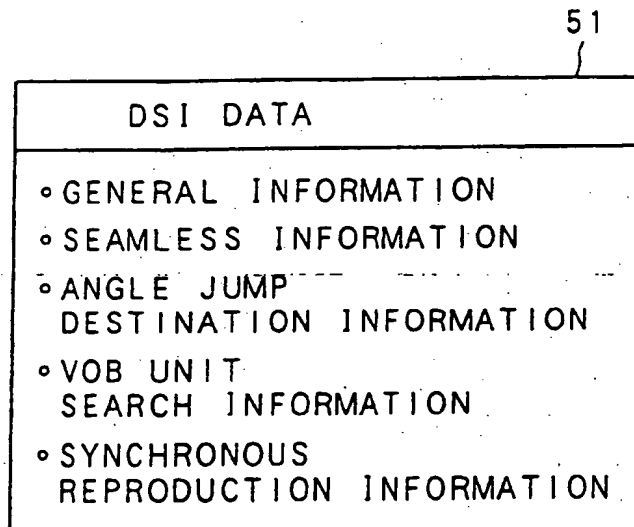 51
DSI DATA
∘GENERAL INFORMATION
∘SEAMLESS INFORMATION
∘ANGLE JUMP
DESTINATION INFORMATION
∘VOB UNIT
SEARCH INFORMATION
∘SYNCHRONOUS
REPRODUCTION INFORMATION